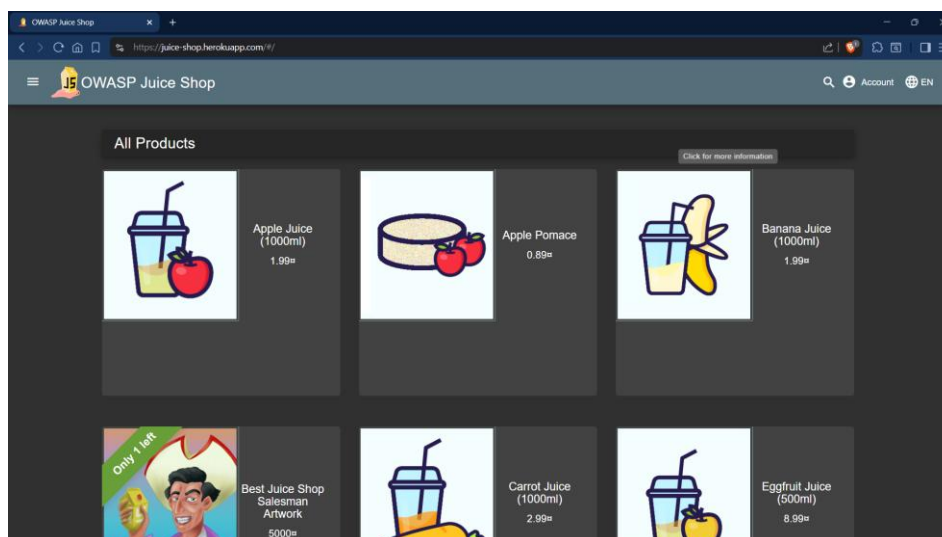 OWASP Juice Shop
https://juice-shop.herokuapp.com/#/
JS
OWASP Juice Shop
Account
EN
All Products
Click for more information
Apple Juice
(1000ml)
1.99¤
Apple Pomace
0.89¤
Banana Juice
(1000ml)
1.99¤
Only 1 left
Best Juice Shop
Salesman
Artwork
5000¤
Carrot Juice
(1000ml)
2.99¤
Eggfruit Juice
(500ml)
8.99¤